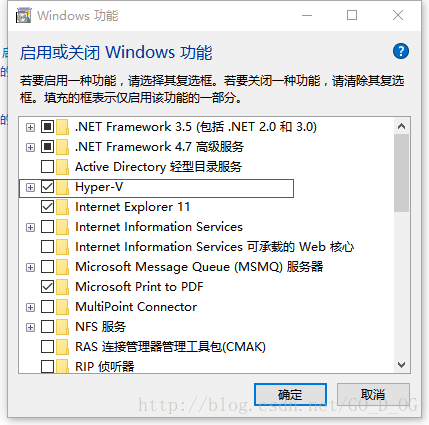 Windows 功能
启用或关闭 Windows 功能
若要启用一种功能，请选择其复选框。若要关闭一种功能，请清除其复选
框。填充的框表示仅启用该功能的一部分。
.NET Framework 3.5 (包括 .NET 2.0 和 3.0)
.NET Framework 4.7 高级服务
Active Directory 轻型目录服务
Hyper-V
Internet Explorer 11
Internet Information Services
Internet Information Services 可承载的 Web 核心
Microsoft Message Queue (MSMQ) 服务器
Microsoft Print to PDF
MultiPoint Connector
NFS 服务
RAS 连接管理器管理工具包(CMAK)
RIP 侦听器
确定 取消
http://blog.csdn.net/GO_D_OG